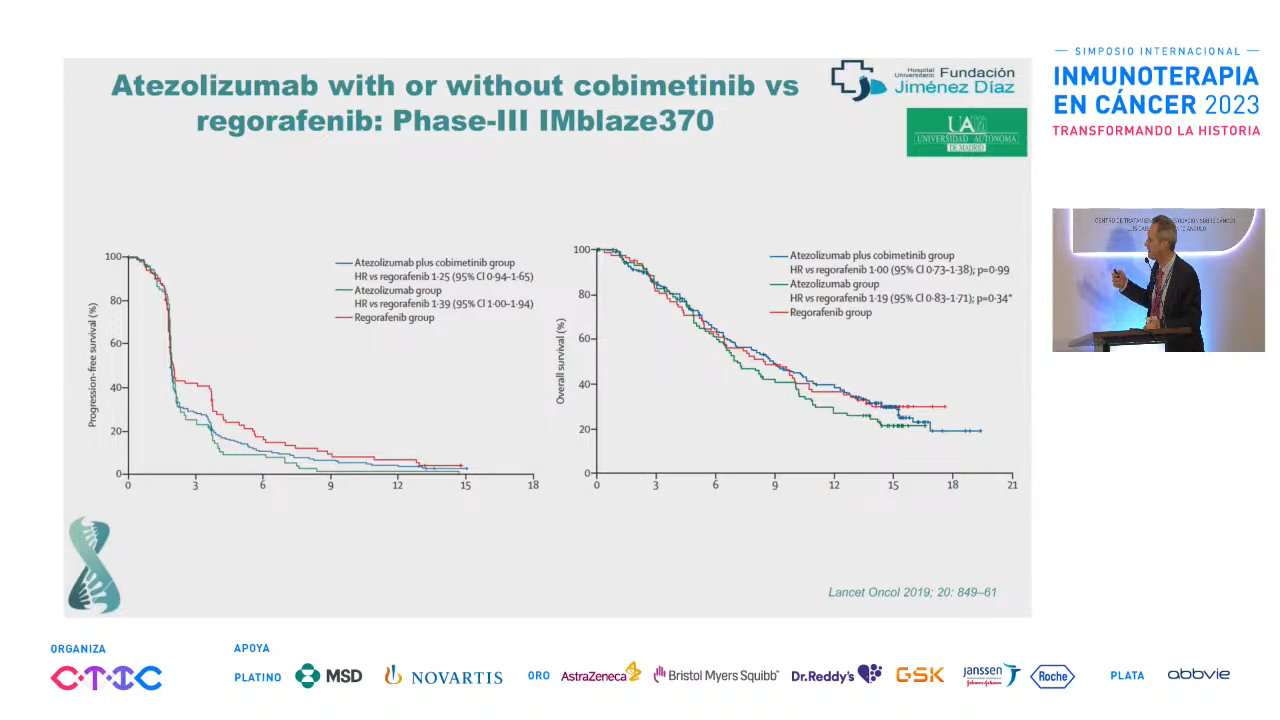 Atezolizumab with or without cobimetinib vs
regorafenib: Phase-III IMblaze370
Hospital
Universitario
Fundación
Jiménez Díaz
UAM
UNIVERSIDAD AUTONOMA
DE MADRID
SIMPOSIO INTERNACIONAL
INMUNOTERAPIA
EN CÁNCER 2023
TRANSFORMANDO LA HISTORIA
Progression-free survival (%)
100
80
60
40
20
0
0 3 6 9 12 15 18
Atezolizumab plus cobimetinib group
HR vs regorafenib 1·25 (95% CI 0·94–1·65)
Atezolizumab group
HR vs regorafenib 1·39 (95% CI 1·00–1·94)
Regorafenib group
Overall survival (%)
100
80
60
40
20
0
0 3 6 9 12 15 18 21
Atezolizumab plus cobimetinib group
HR vs regorafenib 1·00 (95% CI 0·73–1·38); p=0·99
Atezolizumab group
HR vs regorafenib 1·19 (95% CI 0·83–1·71); p=0·34*
Regorafenib group
Lancet Oncol 2019; 20: 849–61
CENTRO DE TRATAMIENTO
ORGANIZA
CTIC
APOYA
PLATINO
MSD
NOVARTIS
ORO
AstraZeneca
Bristol Myers Squibb
Dr.Reddy's
GSK
Janssen
Johnson-Johnson
Roche
PLATA
abbvie